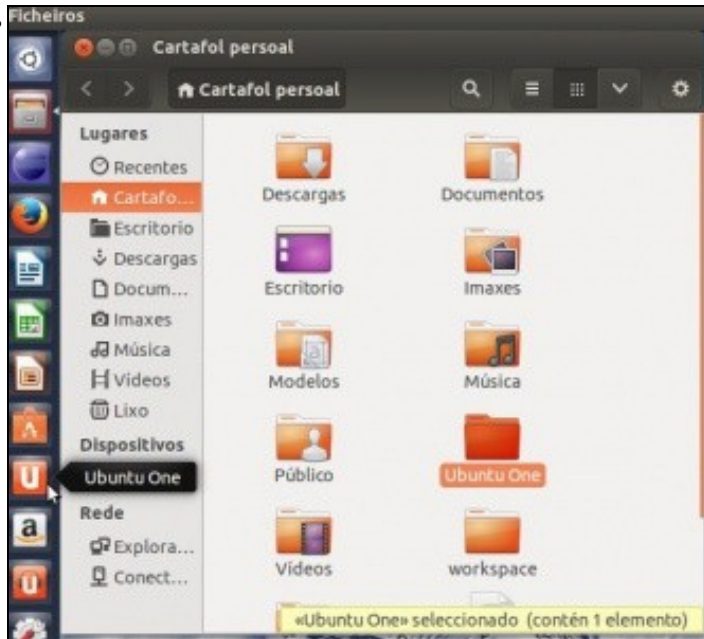 Ficheiros
Cartafol persoal
Cartafol persoal
Lugares
Recentes
Cartafo...
Escritorio
Descargas
Docum...
Imaxes
Música
Vídeos
Lixo
Dispositivos
Ubuntu One
Rede
Explora...
Conect...
Descargas
Documentos
Escritorio
Imaxes
Modelos
Música
Público
Ubuntu One
Vídeos
workspace
«Ubuntu One» seleccionado (contén 1 elemento)